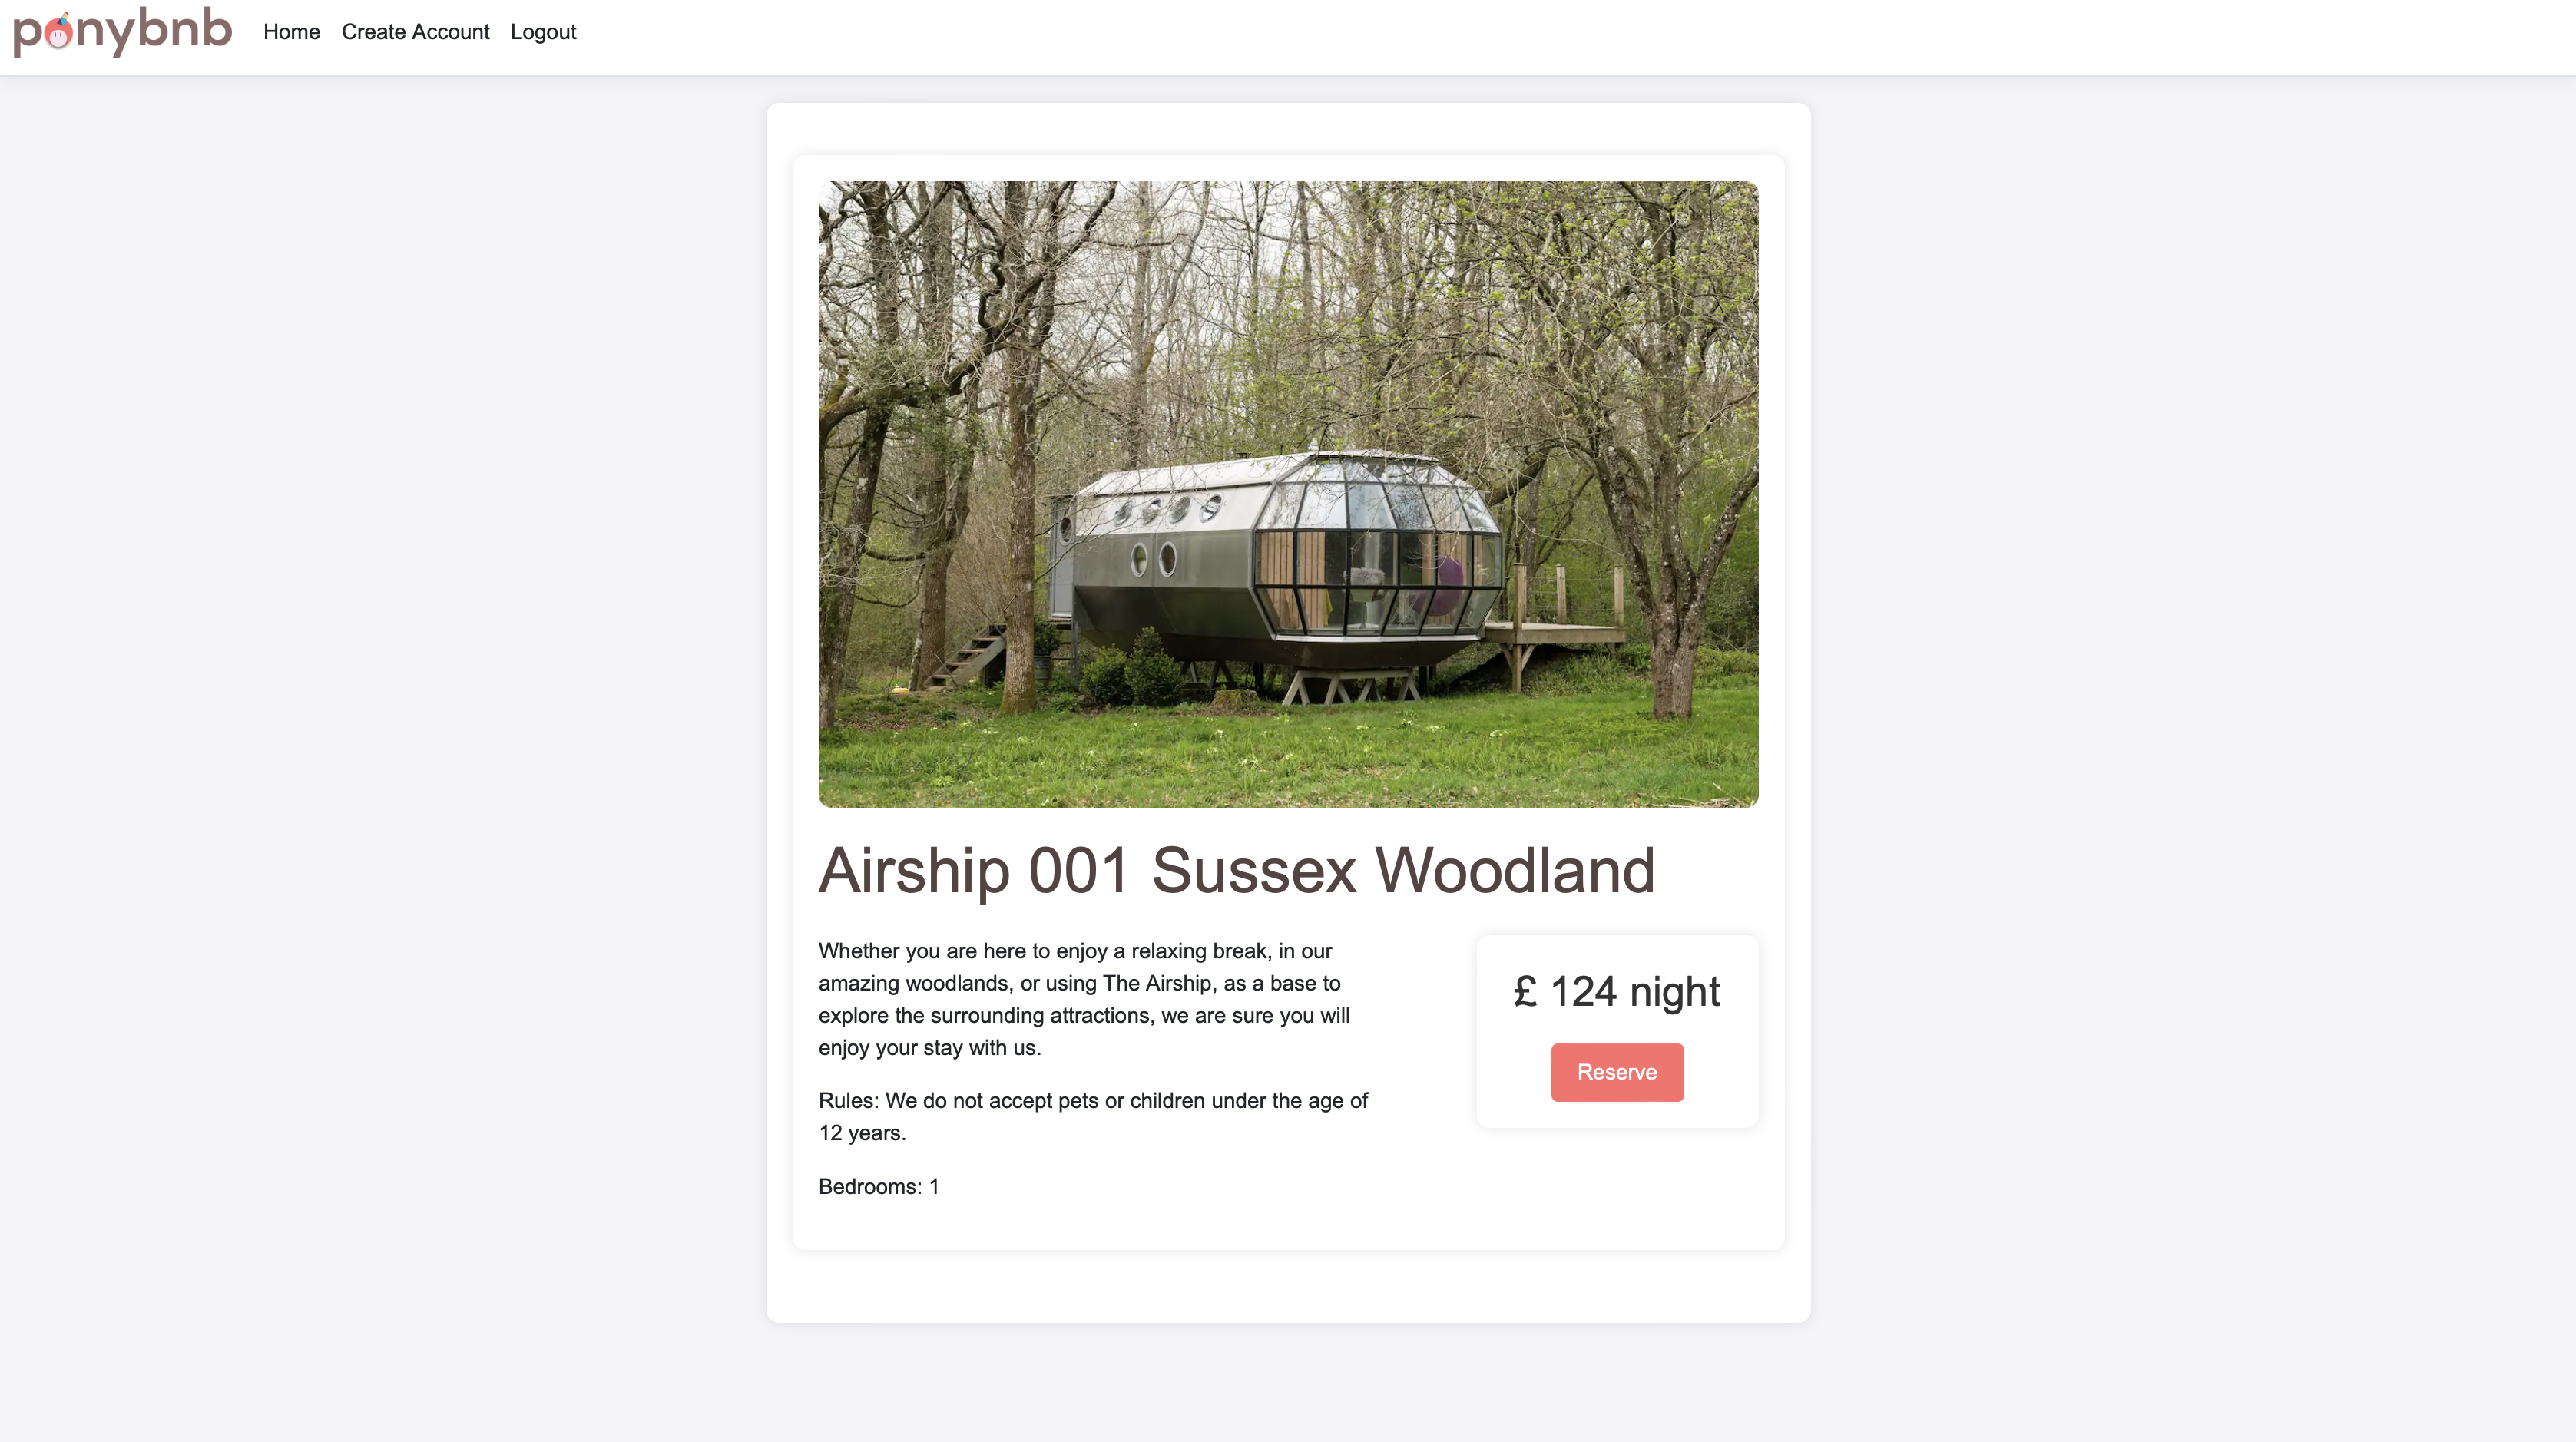 ponybnb Home Create Account Logout
Airship 001 Sussex Woodland
Whether you are here to enjoy a relaxing break, in our
amazing woodlands, or using The Airship, as a base to
explore the surrounding attractions, we are sure you will
enjoy your stay with us.
Rules: We do not accept pets or children under the age of
12 years.
Bedrooms: 1
£ 124 night
Reserve